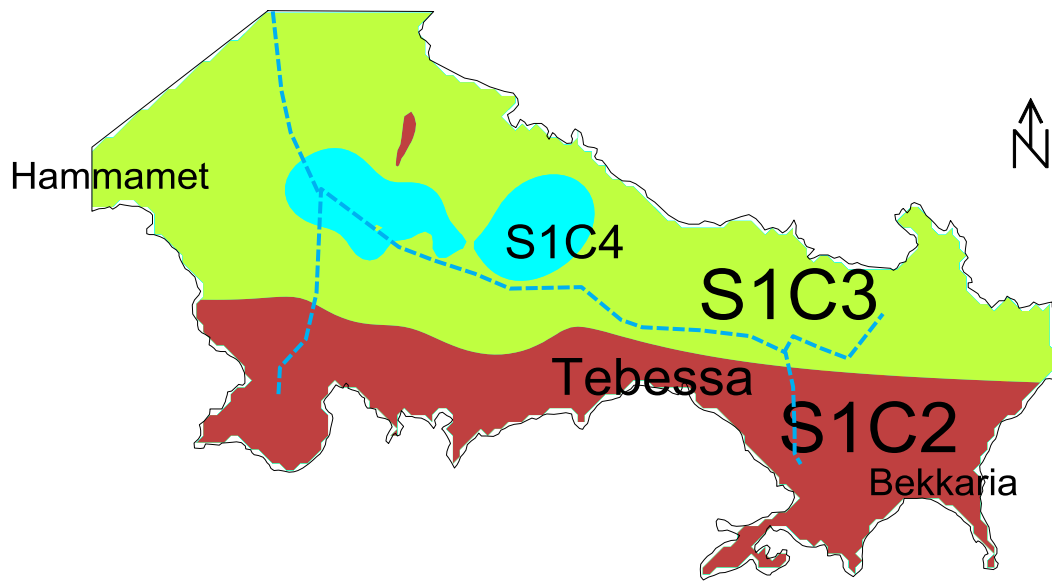 Hammamet
N
S1C4
S1C3
Tebessa
S1C2
Bekkaria